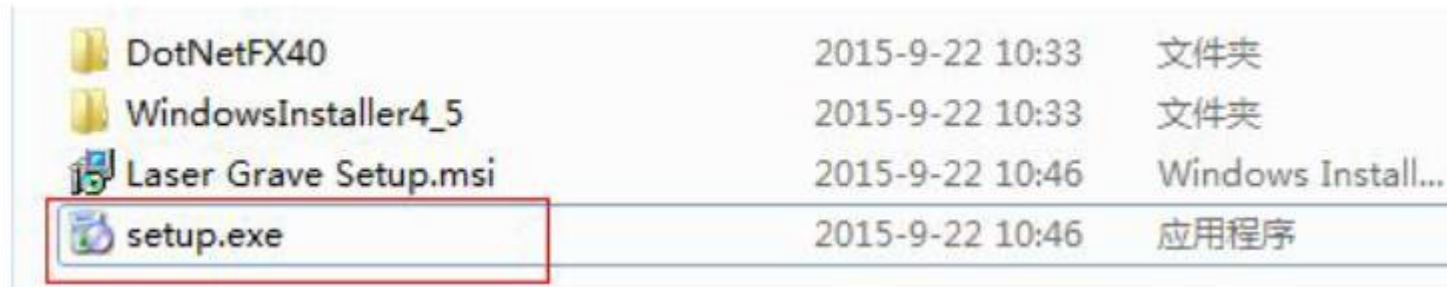 DotNetFX40 2015-9-22 10:33 文件夹
WindowsInstaller4_5 2015-9-22 10:33 文件夹
Laser Grave Setup.msi 2015-9-22 10:46 Windows Install...
setup.exe 2015-9-22 10:46 应用程序